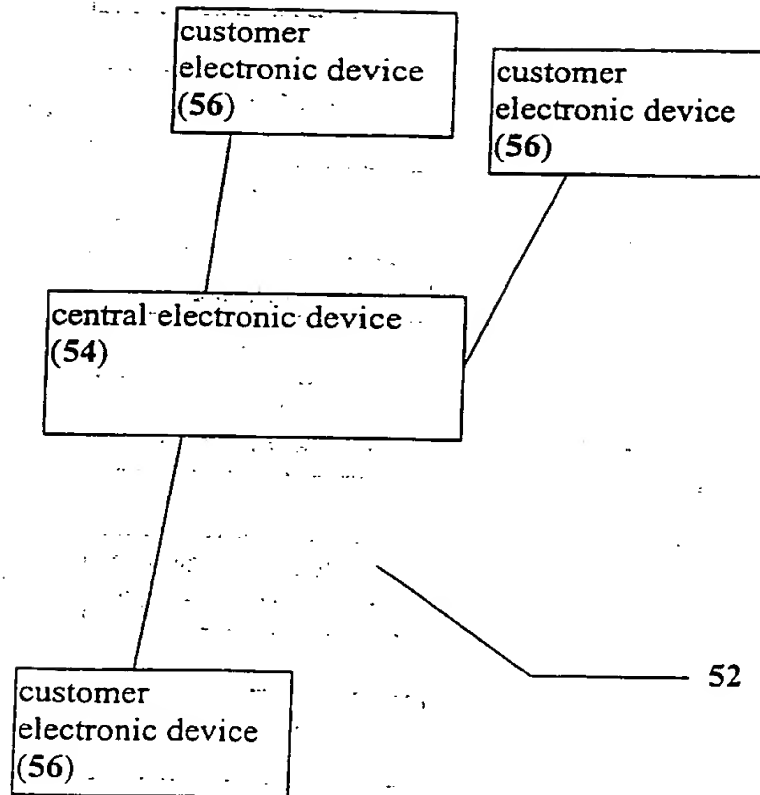 customer
electronic device
(56)
customer
electronic device
(56)
central electronic device
(54)
52
customer
electronic device
(56)